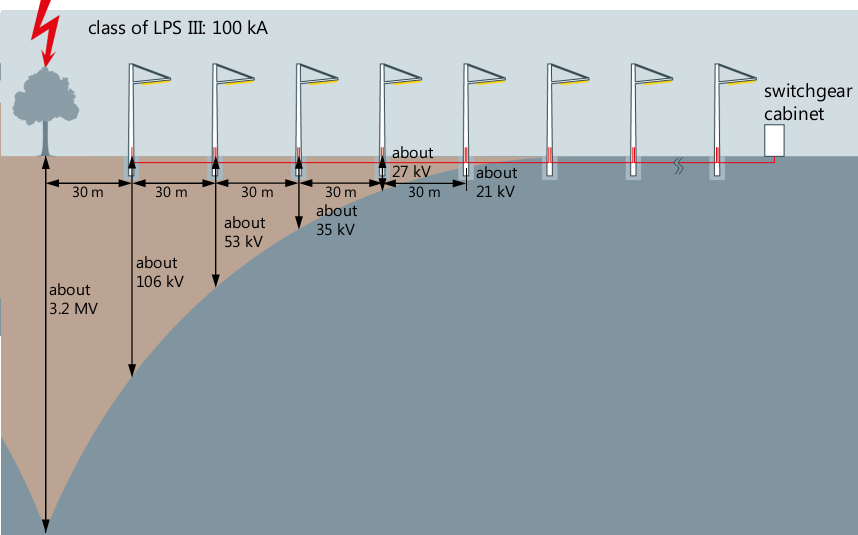 class of LPS III: 100 kA
switchgear
cabinet
about
27 kV
30 m
30 m
30 m
30 m
30 m
about
21 kV
about
35 kV
about
53 kV
about
106 kV
about
3.2 MV